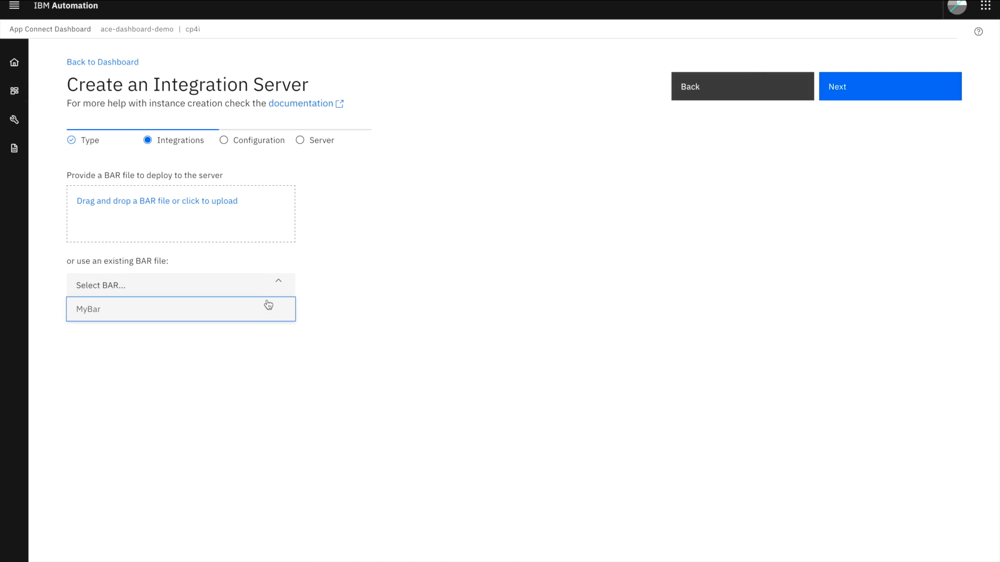 IBM Automation
App Connect Dashboard ace-dashboard-demo | cp4i
Back to Dashboard
Create an Integration Server
For more help with instance creation check the documentation
Back
Next
Type Integrations Configuration Server
Provide a BAR file to deploy to the server
Drag and drop a BAR file or click to upload
or use an existing BAR file:
Select BAR...
MyBar